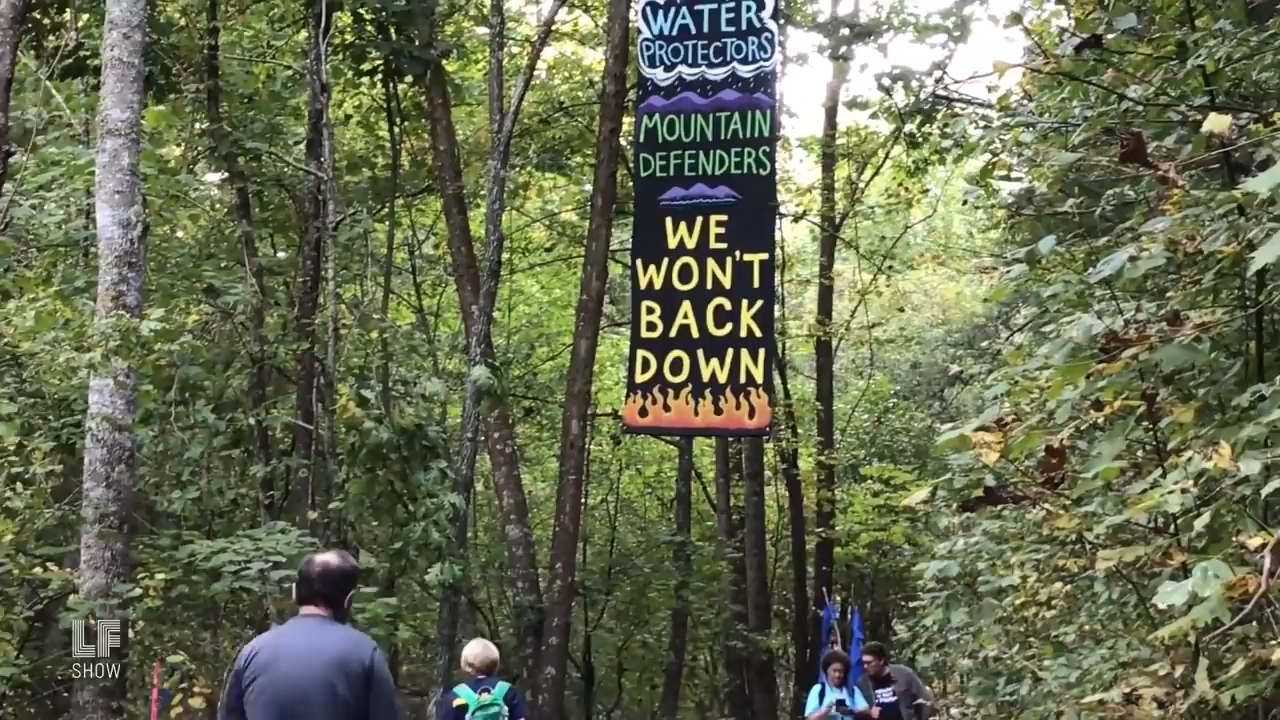 WATER
PROTECTORS
MOUNTAIN
DEFENDERS
WE
WON'T
BACK
DOWN
LF
SHOW